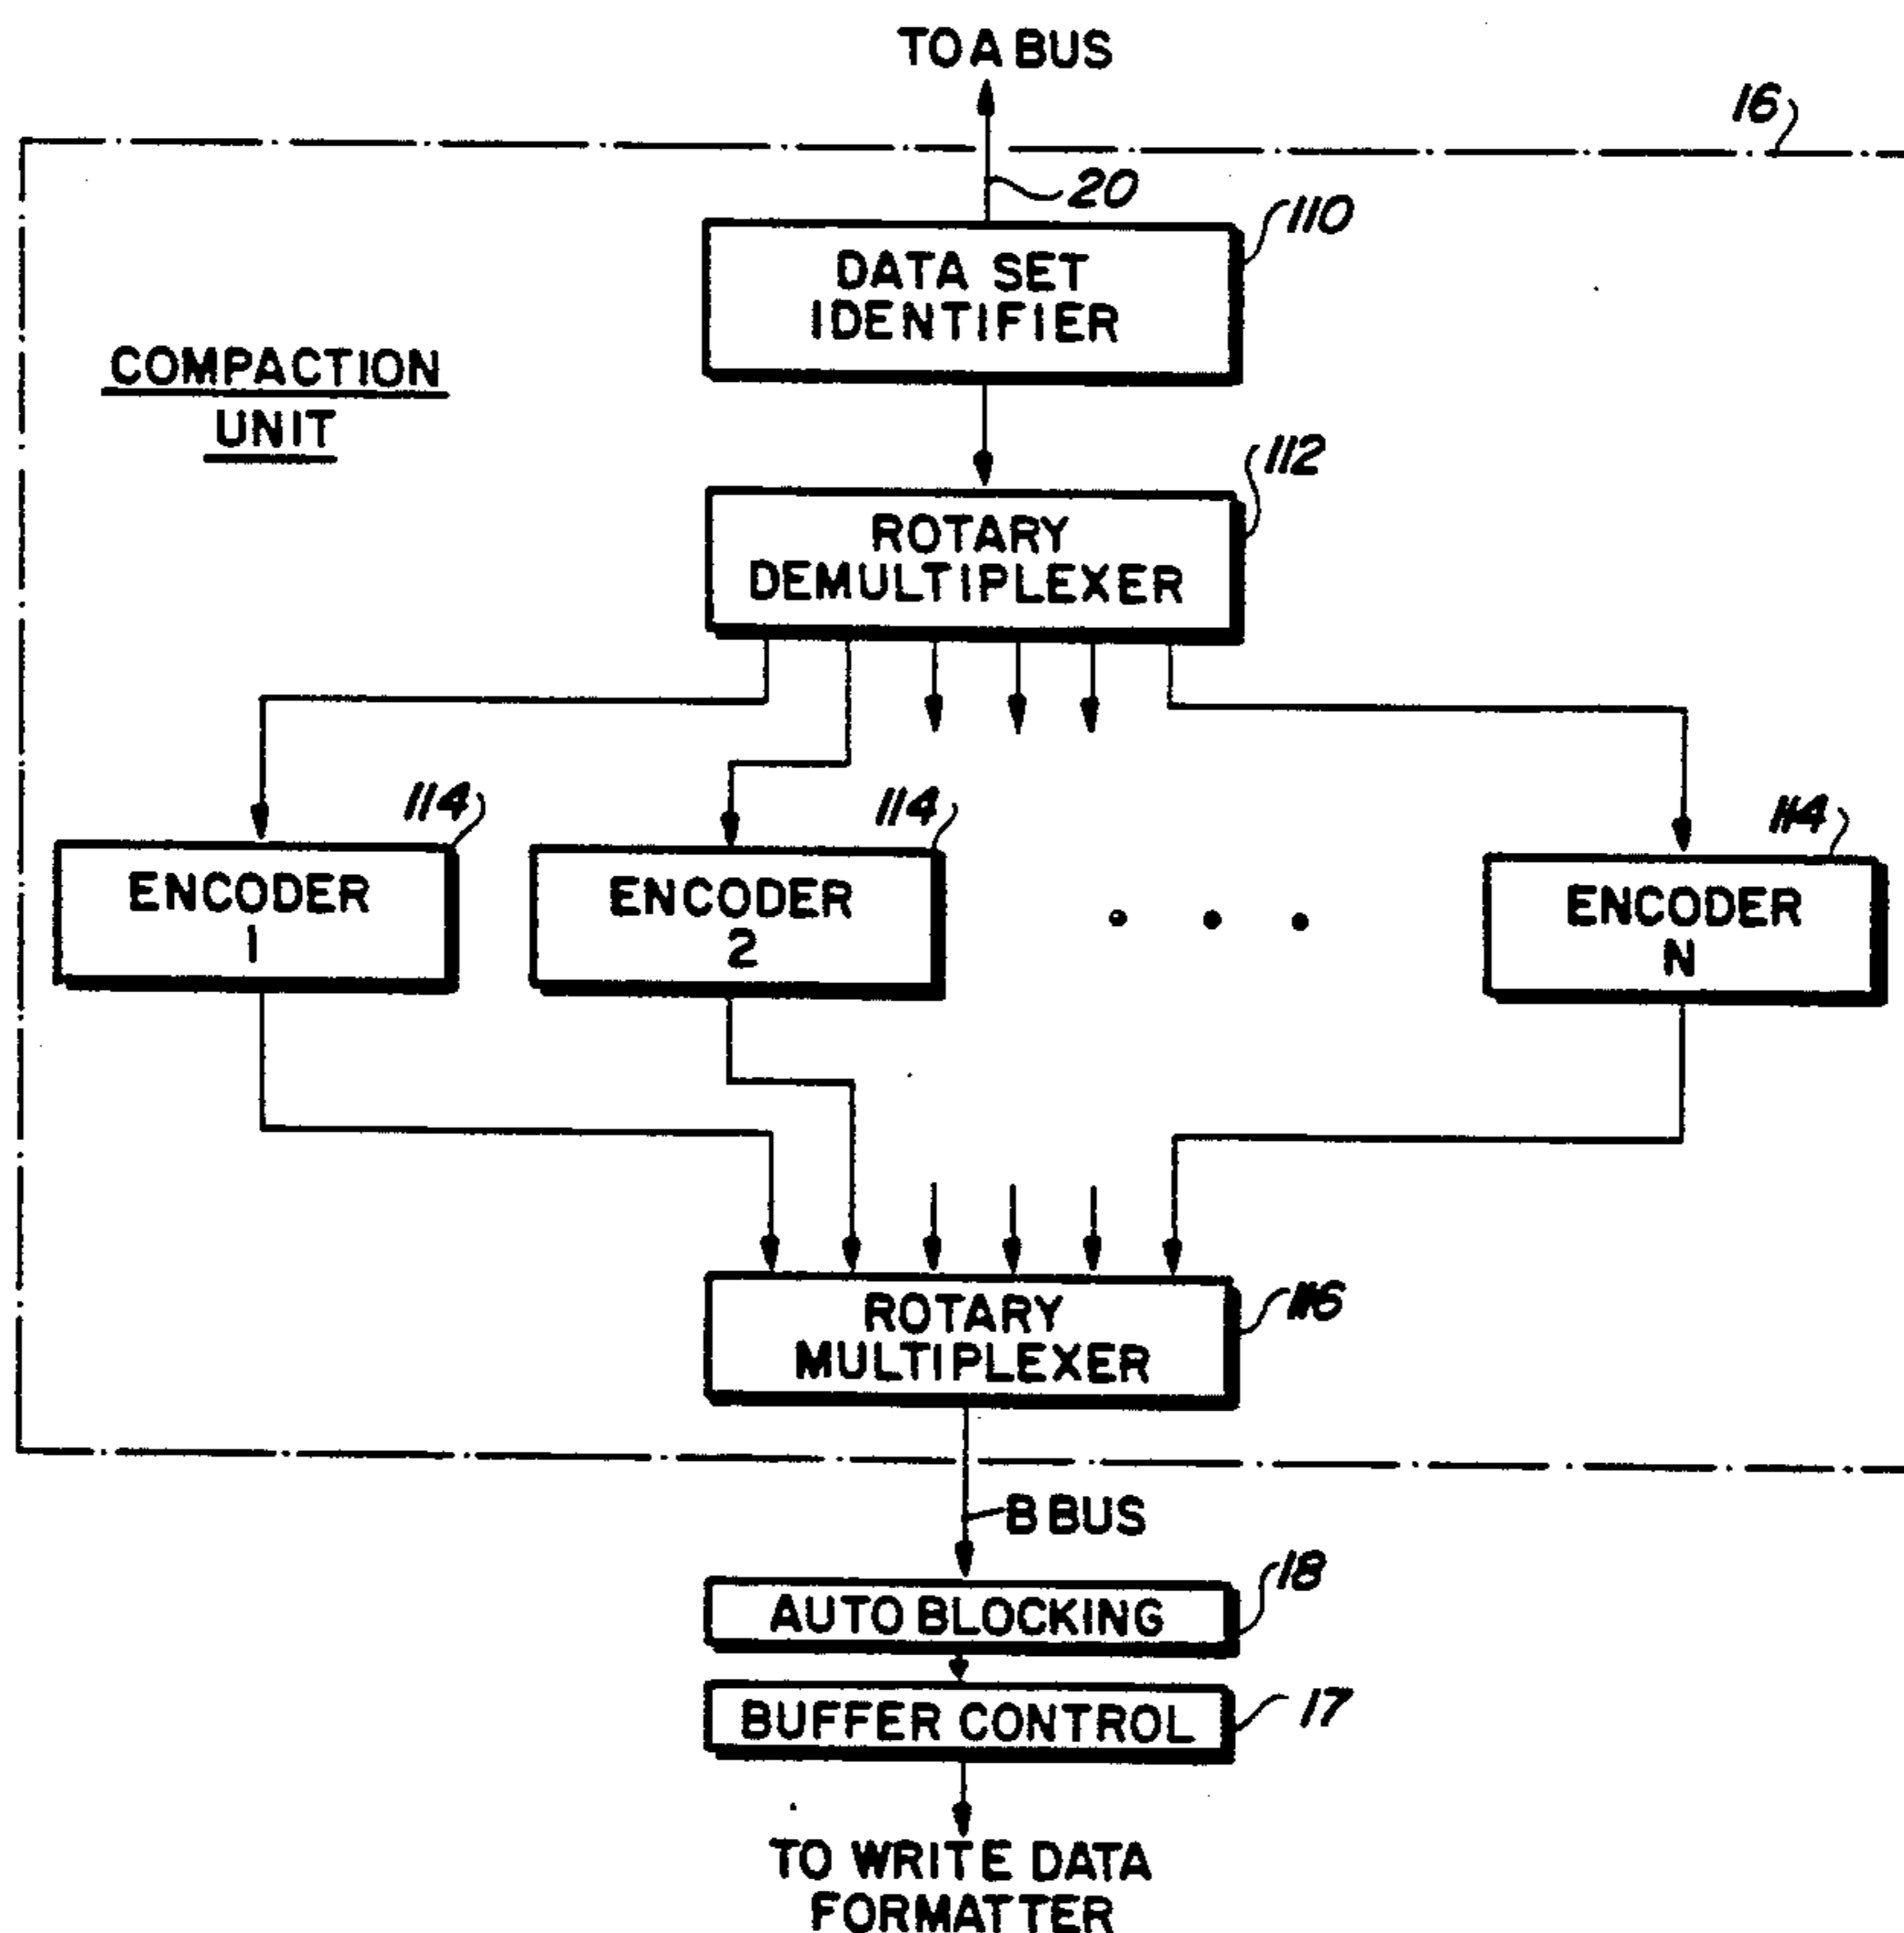 TO A BUS
16
20
110
DATA SET
IDENTIFIER
COMPACTION
UNIT
112
ROTARY
DEMULTIPLEXER
114
114
114
ENCODER
1
ENCODER
2
ENCODER
N
ROTARY
MULTIPLEXER
116
B BUS
18
AUTO BLOCKING
BUFFER CONTROL
17
TO WRITE DATA
FORMATTER